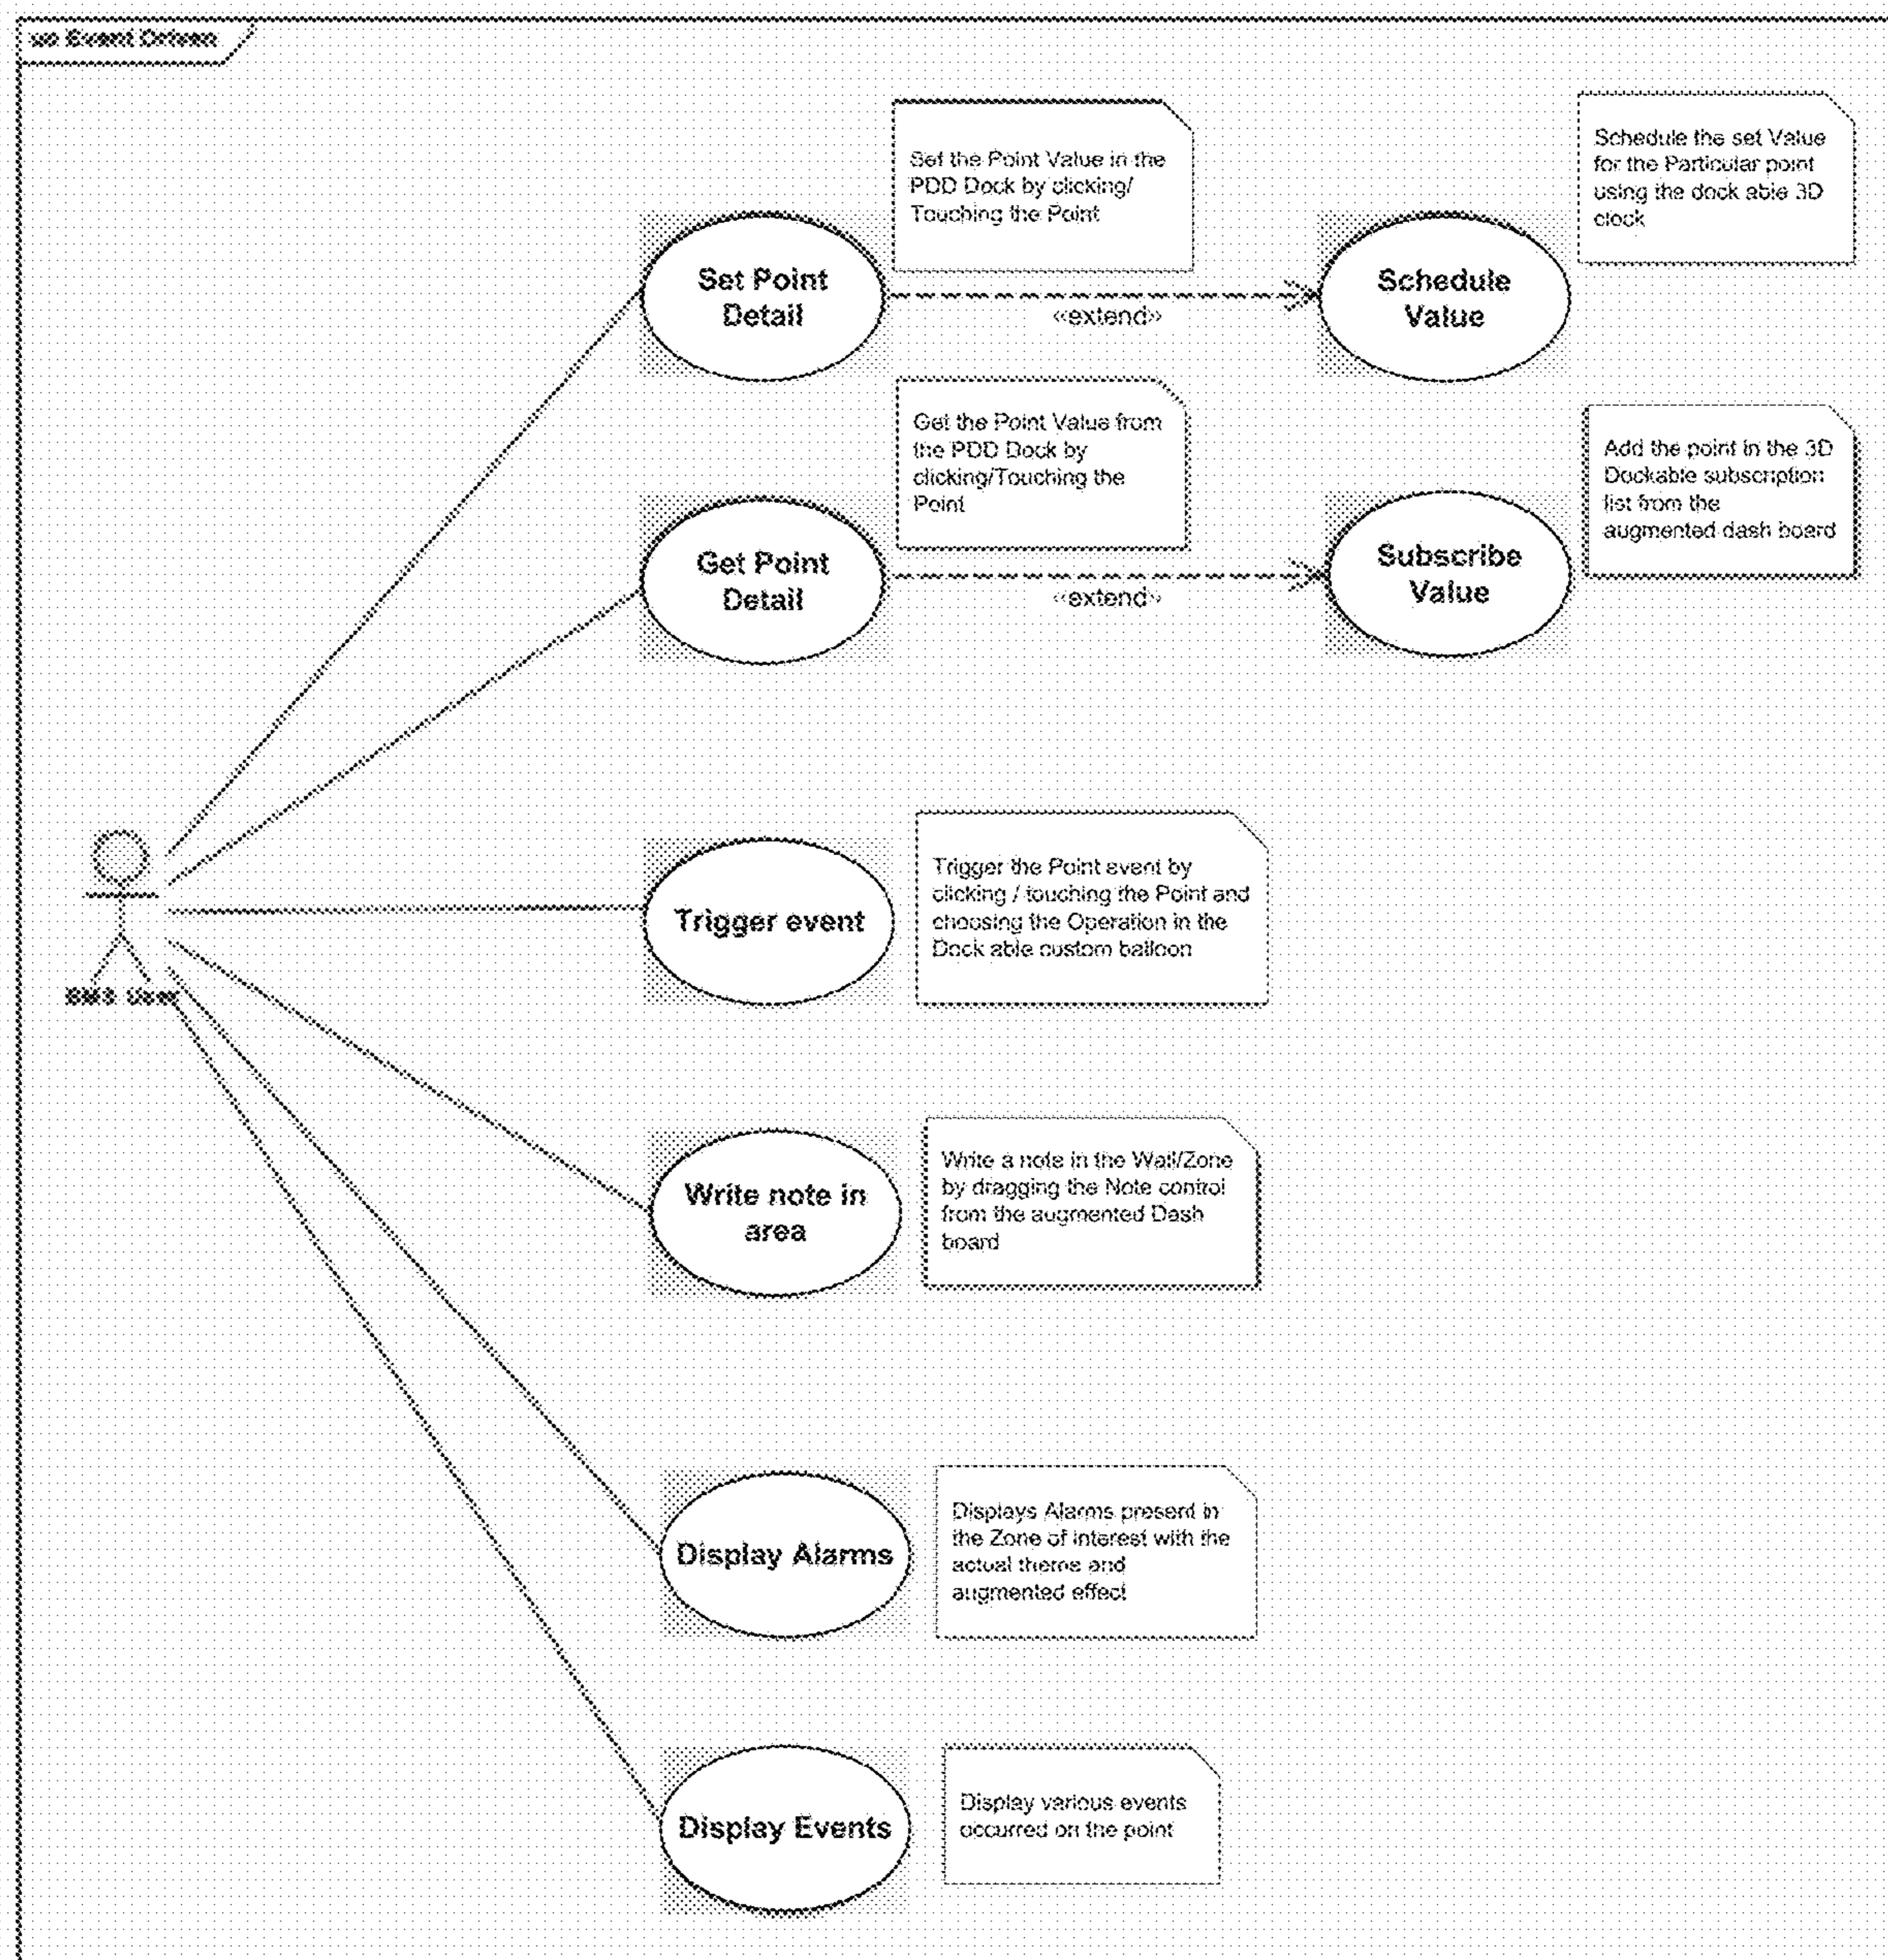 uc Event Driven
Set the Point Value in the
PDD Dock by clicking/
Touching the Point
Schedule the set Value
for the Particular point
using the dock able 3D
clock
Set Point
Detail
«extend»
Schedule
Value
Get the Point Value from
the PDD Dock by
clicking/Touching the
Point
Add the point in the 3D
Dockable subscription
list from the
augmented dash board
Get Point
Detail
«extend»
Subscribe
Value
BMS User
Trigger event
Trigger the Point event by
clicking / touching the Point and
choosing the Operation in the
Dock able custom balloon
Write note in
area
Write a note in the Wall/Zone
by dragging the Note control
from the augmented Dash
board
Display Alarms
Displays Alarms present in
the Zone of interest with the
actual theme and
augmented effect
Display Events
Display various events
occurred on the point